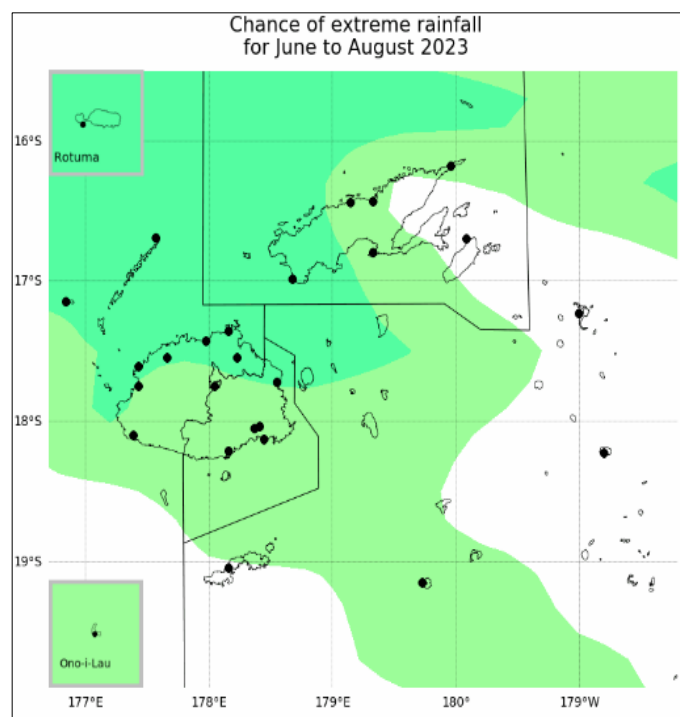 Chance of extreme rainfall
for June to August 2023
Rotuma
16°S
17°S
18°S
19°S
Ono-i-Lau
177°E
178°E
179°E
180°
179°W